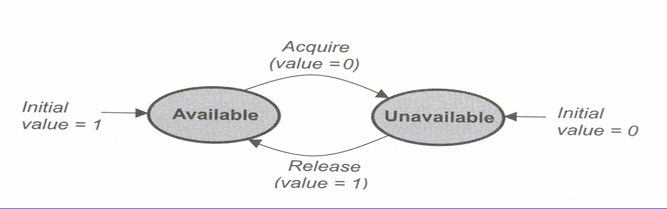 Acquire
(value =0)
Initial
value = 1
Available
Unavailable
Initial
value = 0
Release
(value = 1)